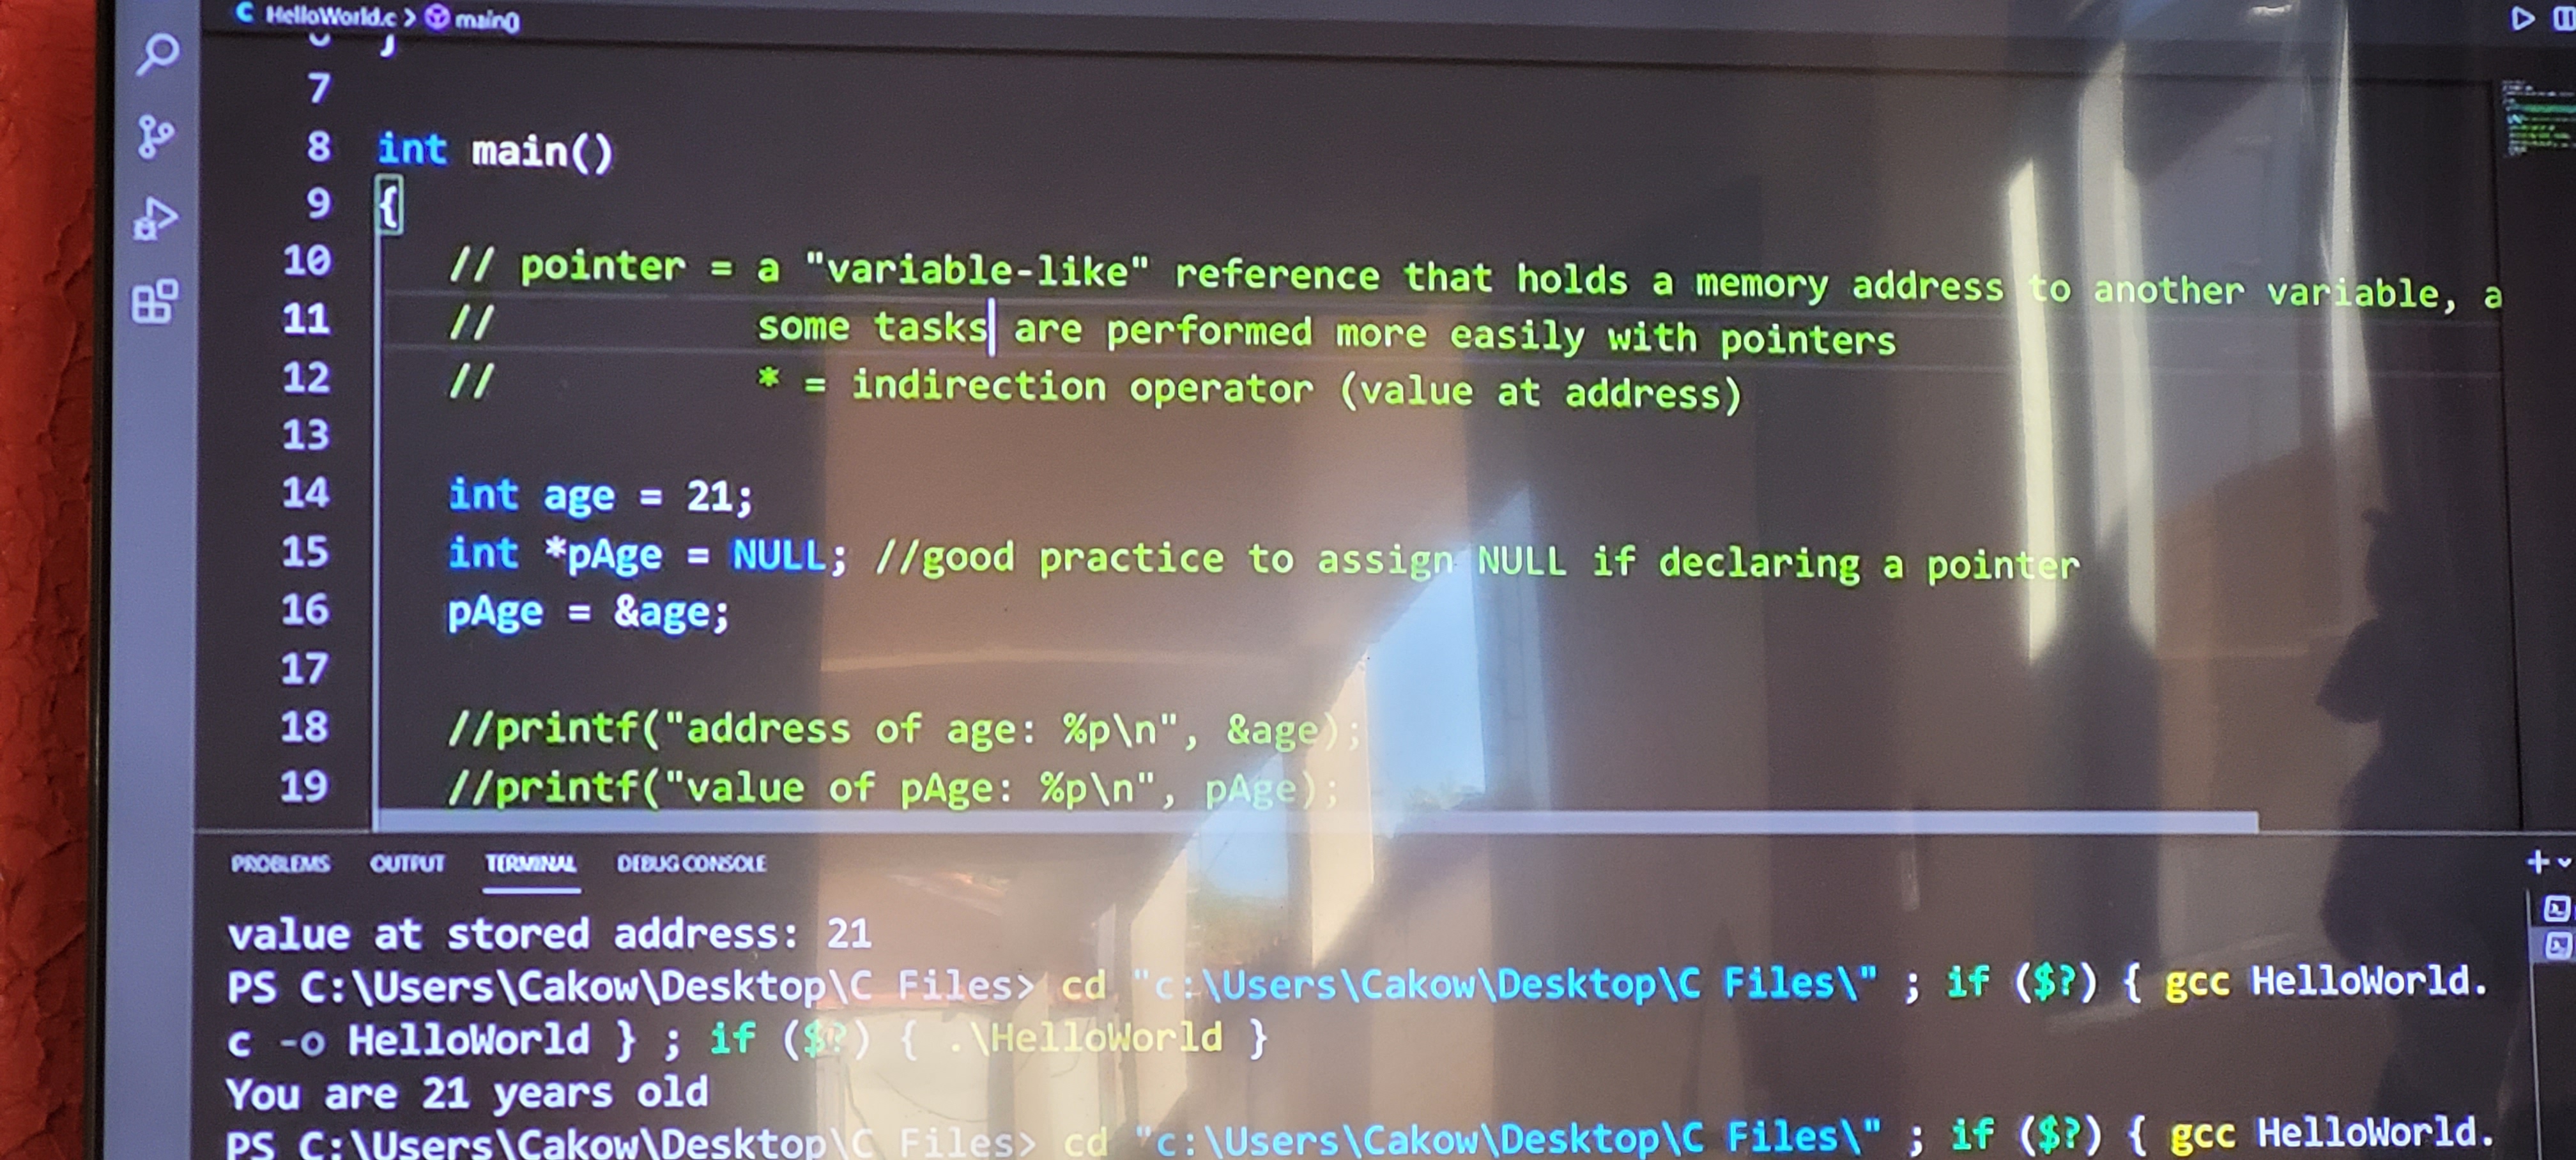 C HelloWorld.c > main()
7
8 int main()
9 {
10 // pointer = a "variable-like" reference that holds a memory address to another variable, a
11 // some tasks are performed more easily with pointers
12 // * = indirection operator (value at address)
13
14 int age = 21;
15 int *pAge = NULL; //good practice to assign NULL if declaring a pointer
16 pAge = &age;
17
18 //printf("address of age: %p\n", &age);
19 //printf("value of pAge: %p\n", pAge);
PROBLEMS OUTPUT TERMINAL DEBUG CONSOLE
value at stored address: 21
PS C:\Users\Cakow\Desktop\C Files> cd "c:\Users\Cakow\Desktop\C Files\" ; if ($?) { gcc HelloWorld.
c -o HelloWorld } ; if ($?) { .\HelloWorld }
You are 21 years old
PS C:\Users\Cakow\Desktop\C Files> cd "c:\Users\Cakow\Desktop\C Files\" ; if ($?) { gcc HelloWorld.